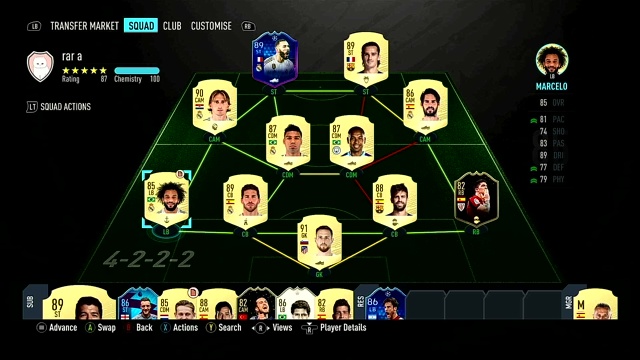 LB TRANSFER MARKET SQUAD CLUB CUSTOMISE RB
rar a
Rating 87 Chemistry 100
LT SQUAD ACTIONS
LB
MARCELO
85 OVR
81 PAC
74 SHO
83 PAS
89 DRI
77 DEF
79 PHY
89 ST
ST
89 ST
ST
90 CAM
CAM
86 CAM
CAM
87 CDM
CDM
87 CDM
CDM
85 LB
LB
89 CB
CB
88 CB
CB
82 RB
RB
91 GK
GK
4-2-2-2
SUB
89 ST
86
85
88
82
86
82
RES
86
MGR
M
Advance A Swap B Back X Actions Y Search R Views R Player Details